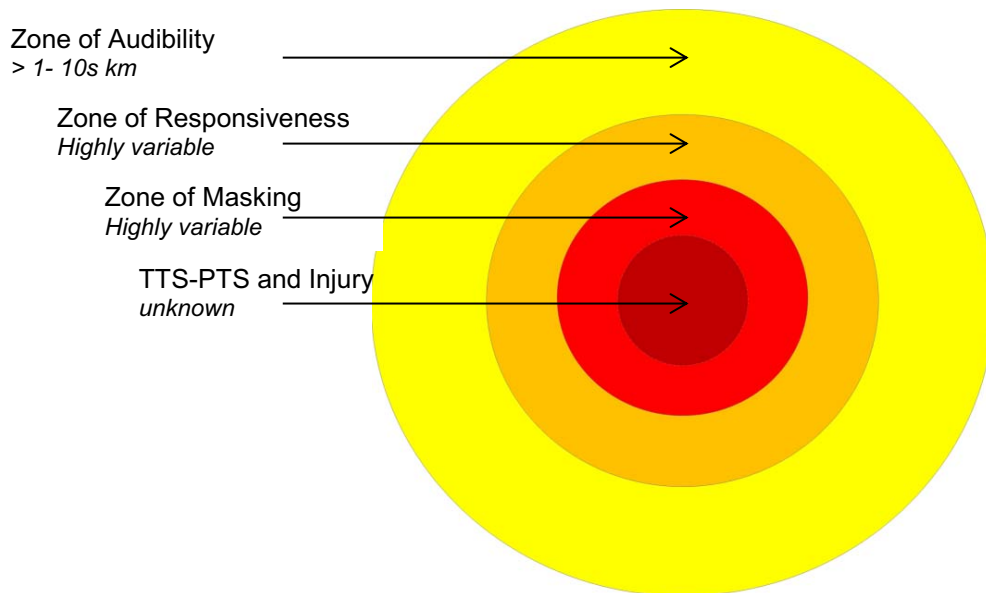 Zone of Audibility
> 1- 10s km
Zone of Responsiveness
Highly variable
Zone of Masking
Highly variable
TTS-PTS and Injury
unknown